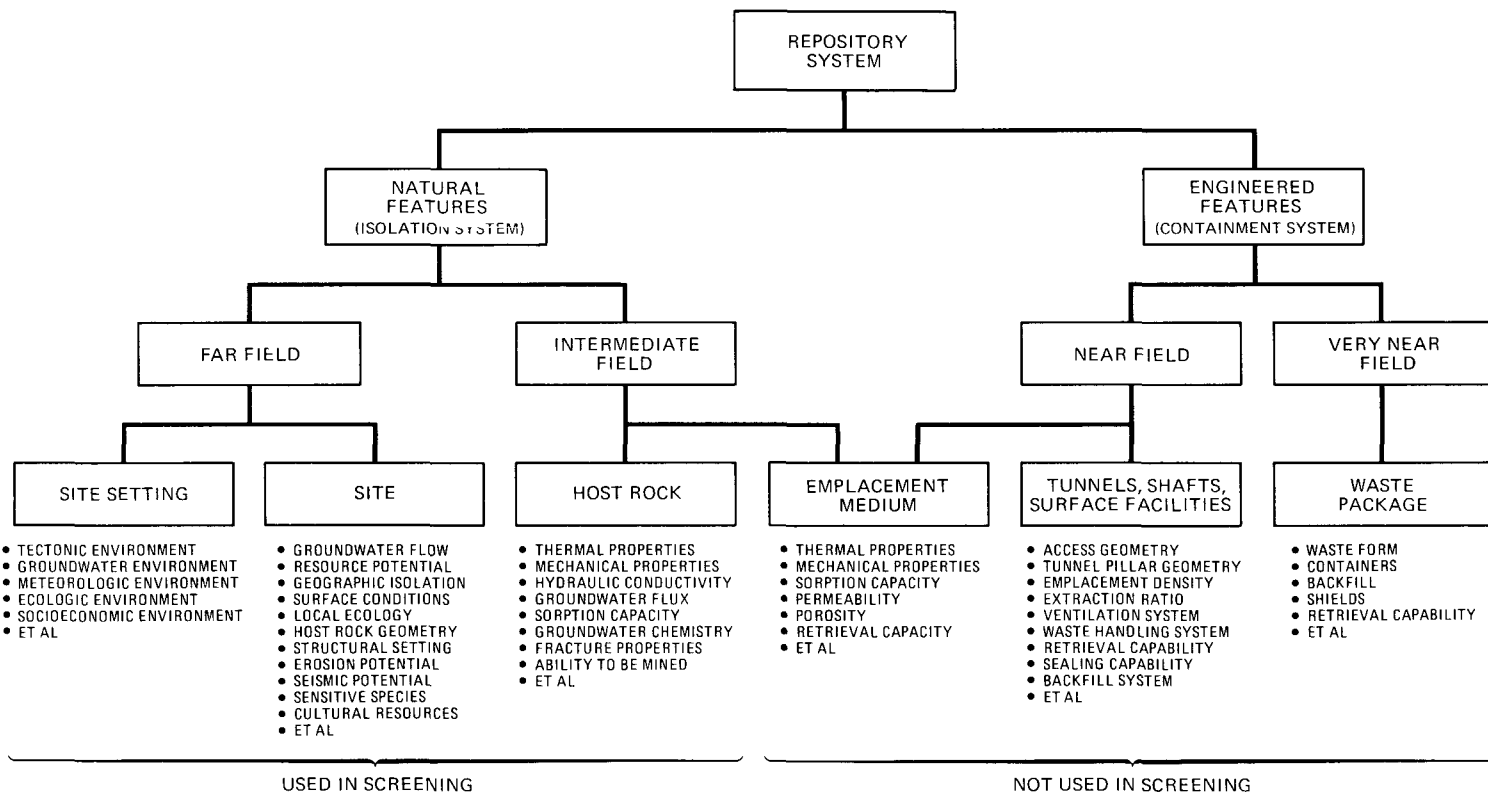 REPOSITORY
SYSTEM
NATURAL
FEATURES
(ISOLATION SYSTEM)
ENGINEERED
FEATURES
(CONTAINMENT SYSTEM)
FAR FIELD
INTERMEDIATE
FIELD
NEAR FIELD
VERY NEAR
FIELD
SITE SETTING
SITE
HOST ROCK
EMPLACEMENT
MEDIUM
TUNNELS, SHAFTS,
SURFACE FACILITIES
WASTE
PACKAGE
• TECTONIC ENVIRONMENT
• GROUNDWATER ENVIRONMENT
• METEOROLOGIC ENVIRONMENT
• ECOLOGIC ENVIRONMENT
• SOCIOECONOMIC ENVIRONMENT
• ET AL
• GROUNDWATER FLOW
• RESOURCE POTENTIAL
• GEOGRAPHIC ISOLATION
• SURFACE CONDITIONS
• LOCAL ECOLOGY
• HOST ROCK GEOMETRY
• STRUCTURAL SETTING
• EROSION POTENTIAL
• SEISMIC POTENTIAL
• SENSITIVE SPECIES
• CULTURAL RESOURCES
• ET AL
• THERMAL PROPERTIES
• MECHANICAL PROPERTIES
• HYDRAULIC CONDUCTIVITY
• GROUNDWATER FLUX
• SORPTION CAPACITY
• GROUNDWATER CHEMISTRY
• FRACTURE PROPERTIES
• ABILITY TO BE MINED
• ET AL
• THERMAL PROPERTIES
• MECHANICAL PROPERTIES
• SORPTION CAPACITY
• PERMEABILITY
• POROSITY
• RETRIEVAL CAPACITY
• ET AL
• ACCESS GEOMETRY
• TUNNEL PILLAR GEOMETRY
• EMPLACEMENT DENSITY
• EXTRACTION RATIO
• VENTILATION SYSTEM
• WASTE HANDLING SYSTEM
• RETRIEVAL CAPABILITY
• SEALING CAPABILITY
• BACKFILL SYSTEM
• ET AL
• WASTE FORM
• CONTAINERS
• BACKFILL
• SHIELDS
• RETRIEVAL CAPABILITY
• ET AL
USED IN SCREENING
NOT USED IN SCREENING